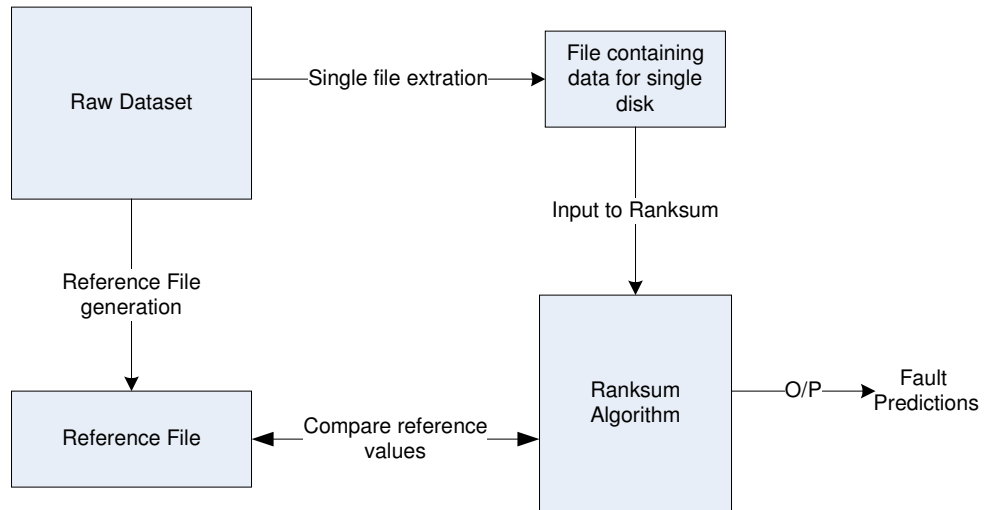 Raw Dataset
Single file extration
File containing
data for single
disk
Input to Ranksum
Reference File
generation
Reference File
Compare reference
values
Ranksum
Algorithm
O/P
Fault
Predictions